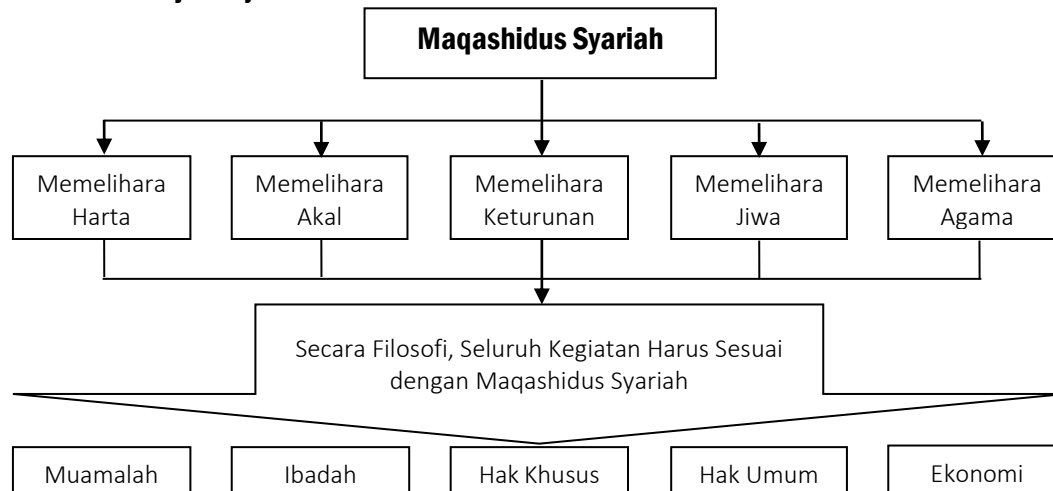 Maqashidus Syariah
Memelihara
Harta
Memelihara
Akal
Memelihara
Keturunan
Memelihara
Jiwa
Memelihara
Agama
Secara Filosofi, Seluruh Kegiatan Harus Sesuai
dengan Maqashidus Syariah
Muamalah
Ibadah
Hak Khusus
Hak Umum
Ekonomi